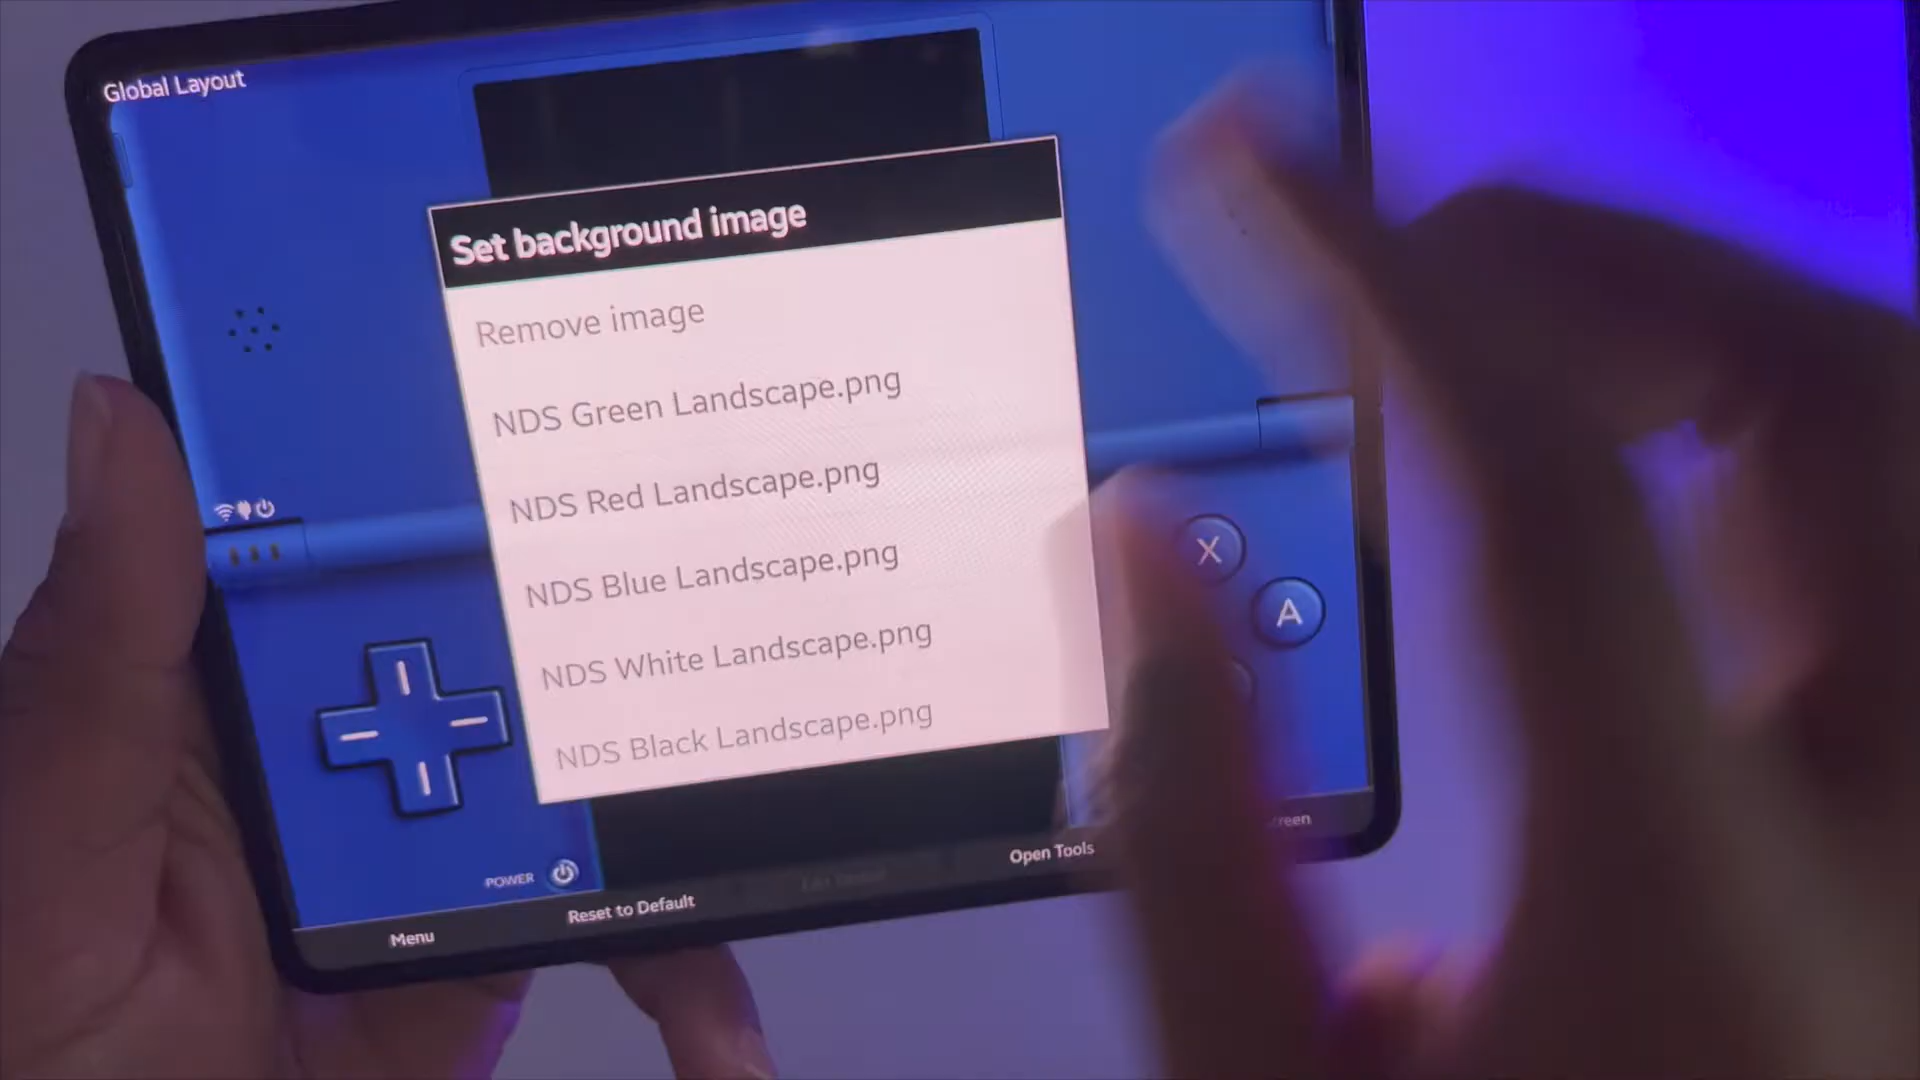 Global Layout
Set background image
Remove image
NDS Green Landscape.png
NDS Red Landscape.png
NDS Blue Landscape.png
NDS White Landscape.png
NDS Black Landscape.png
X
A
POWER
Menu
Reset to Default
Open Tools